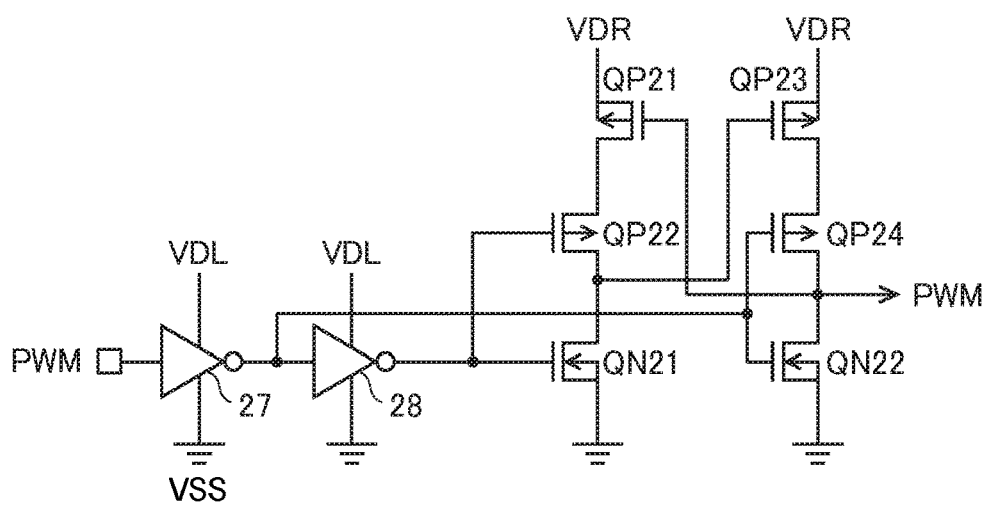 VDR VDR
QP21 QP23
QP22 QP24
VDL VDL
PWM
PWM 27 28 QN21 QN22
VSS